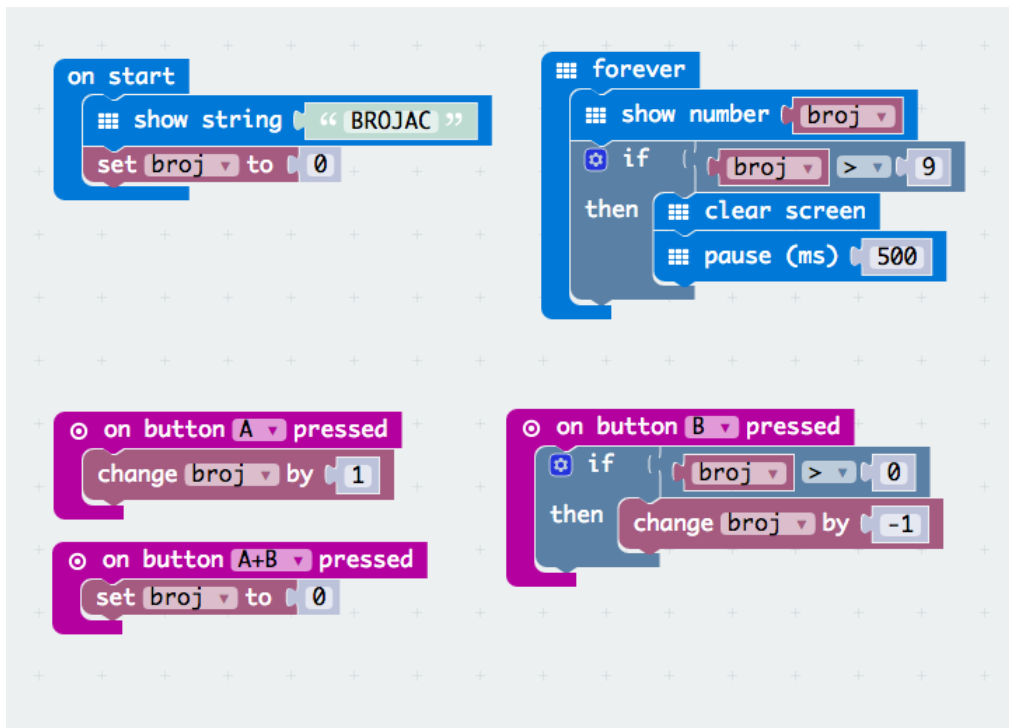 on start
show string “ BROJAC ”
set broj to 0
forever
show number broj
if broj > 9
then clear screen
pause (ms) 500
on button A pressed
change broj by 1
on button A+B pressed
set broj to 0
on button B pressed
if broj > 0
then change broj by -1